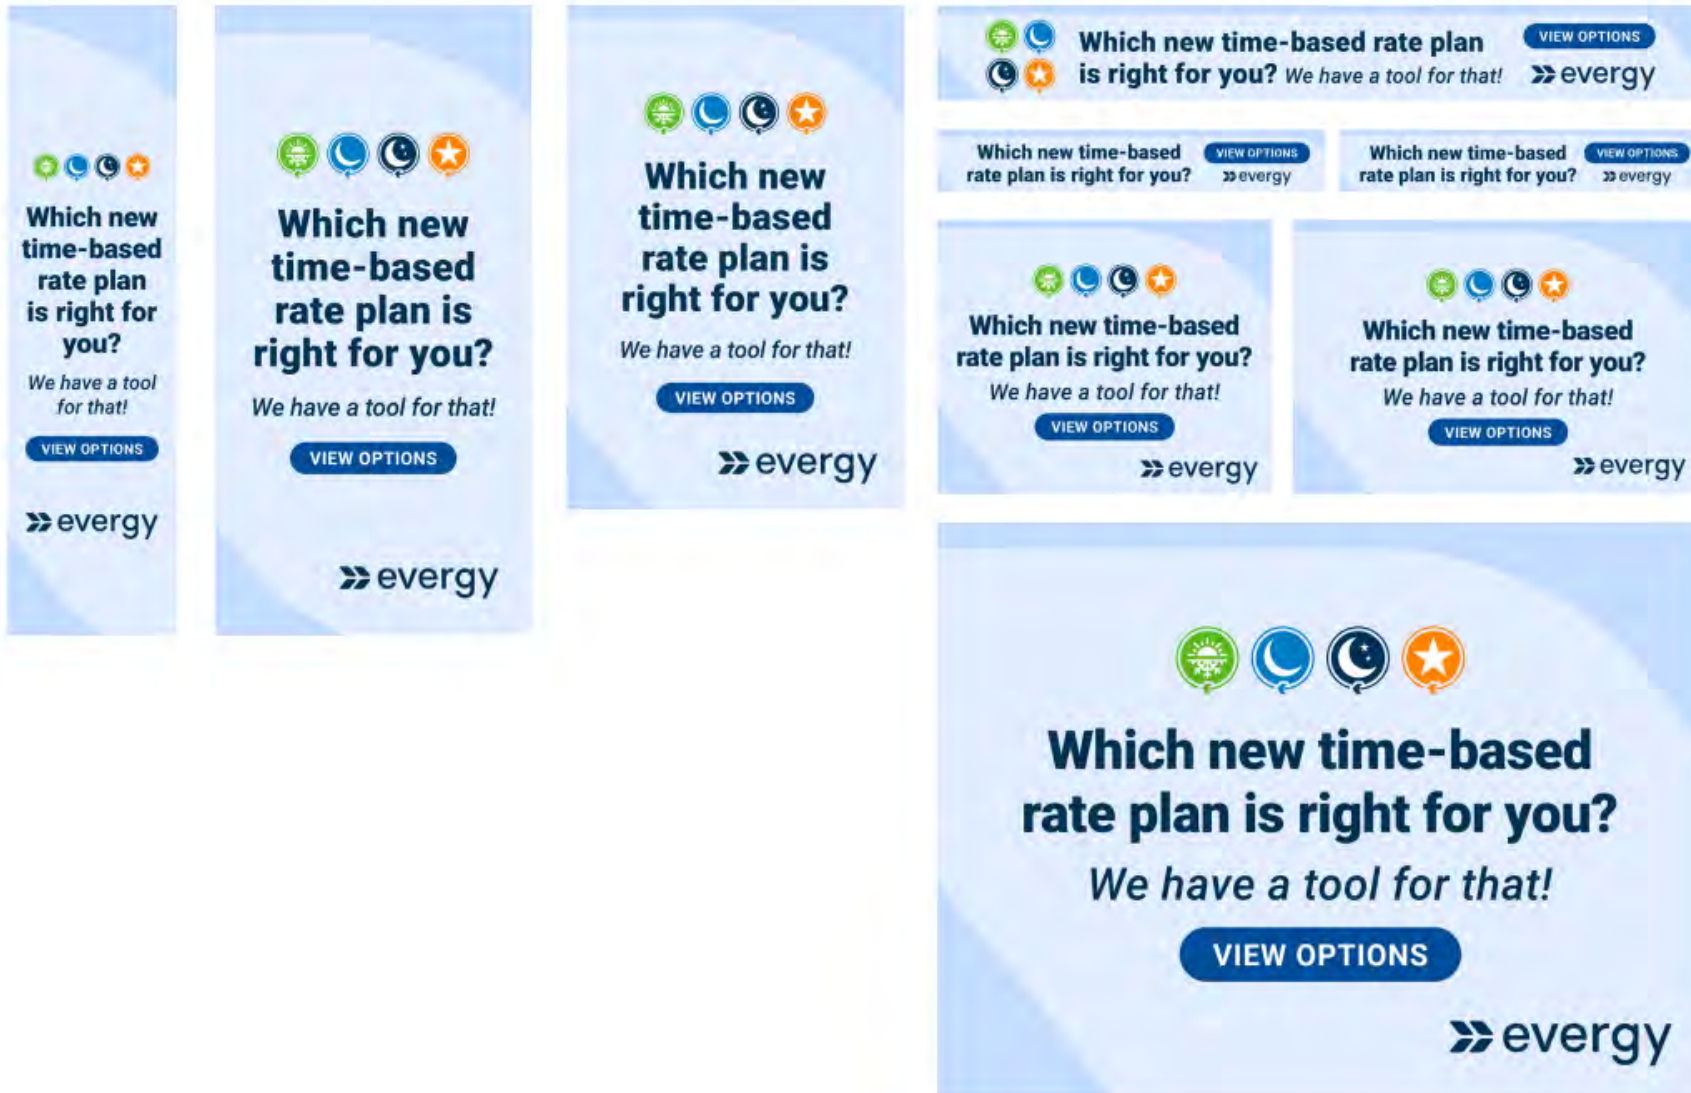 Which new
time-based
rate plan
is right for
you?
We have a tool
for that!
VIEW OPTIONS
evergy
Which new
time-based
rate plan is
right for you?
We have a tool for that!
VIEW OPTIONS
evergy
Which new
time-based
rate plan is
right for you?
We have a tool for that!
VIEW OPTIONS
evergy
Which new time-based rate plan
is right for you? We have a tool for that!
VIEW OPTIONS
evergy
Which new time-based
rate plan is right for you?
VIEW OPTIONS
evergy
Which new time-based
rate plan is right for you?
VIEW OPTIONS
evergy
Which new time-based
rate plan is right for you?
We have a tool for that!
VIEW OPTIONS
evergy
Which new time-based
rate plan is right for you?
We have a tool for that!
VIEW OPTIONS
evergy
Which new time-based
rate plan is right for you?
We have a tool for that!
VIEW OPTIONS
evergy